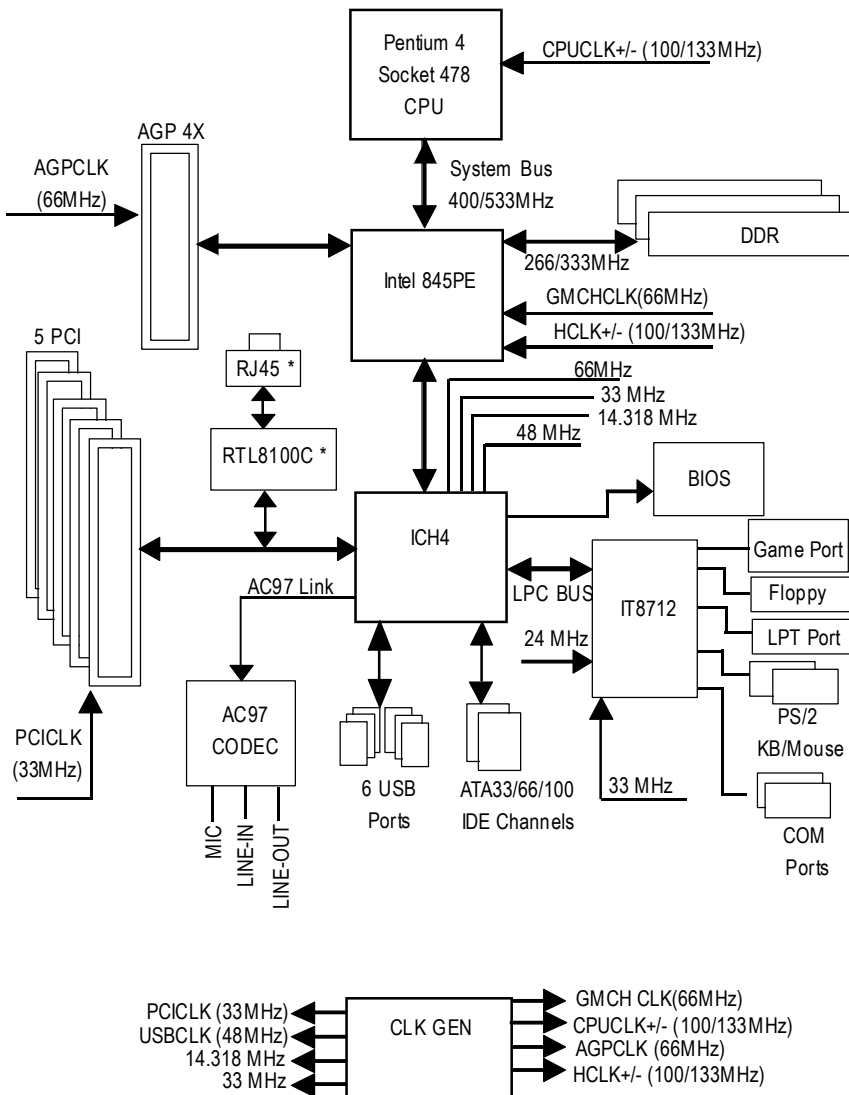 Pentium 4
Socket 478
CPU
CPUCLK+/- (100/133MHz)
AGP 4X
AGPCLK
(66MHz)
System Bus
400/533MHz
DDR
266/333MHz
Intel 845PE
GMCHCLK(66MHz)
HCLK+/- (100/133MHz)
5 PCI
RJ45 *
66MHz
33 MHz
14.318 MHz
48 MHz
RTL8100C *
BIOS
ICH4
Game Port
AC97 Link
LPC BUS
IT8712
Floppy
LPT Port
24 MHz
PS/2
KB/Mouse
AC97
CODEC
PCICLK
(33MHz)
6 USB
Ports
ATA33/66/100
IDE Channels
33 MHz
COM
Ports
MIC
LINE-IN
LINE-OUT
PCICLK (33MHz)
USBCLK (48MHz)
14.318 MHz
33 MHz
CLK GEN
GMCH CLK(66MHz)
CPUCLK+/- (100/133MHz)
AGPCLK (66MHz)
HCLK+/- (100/133MHz)